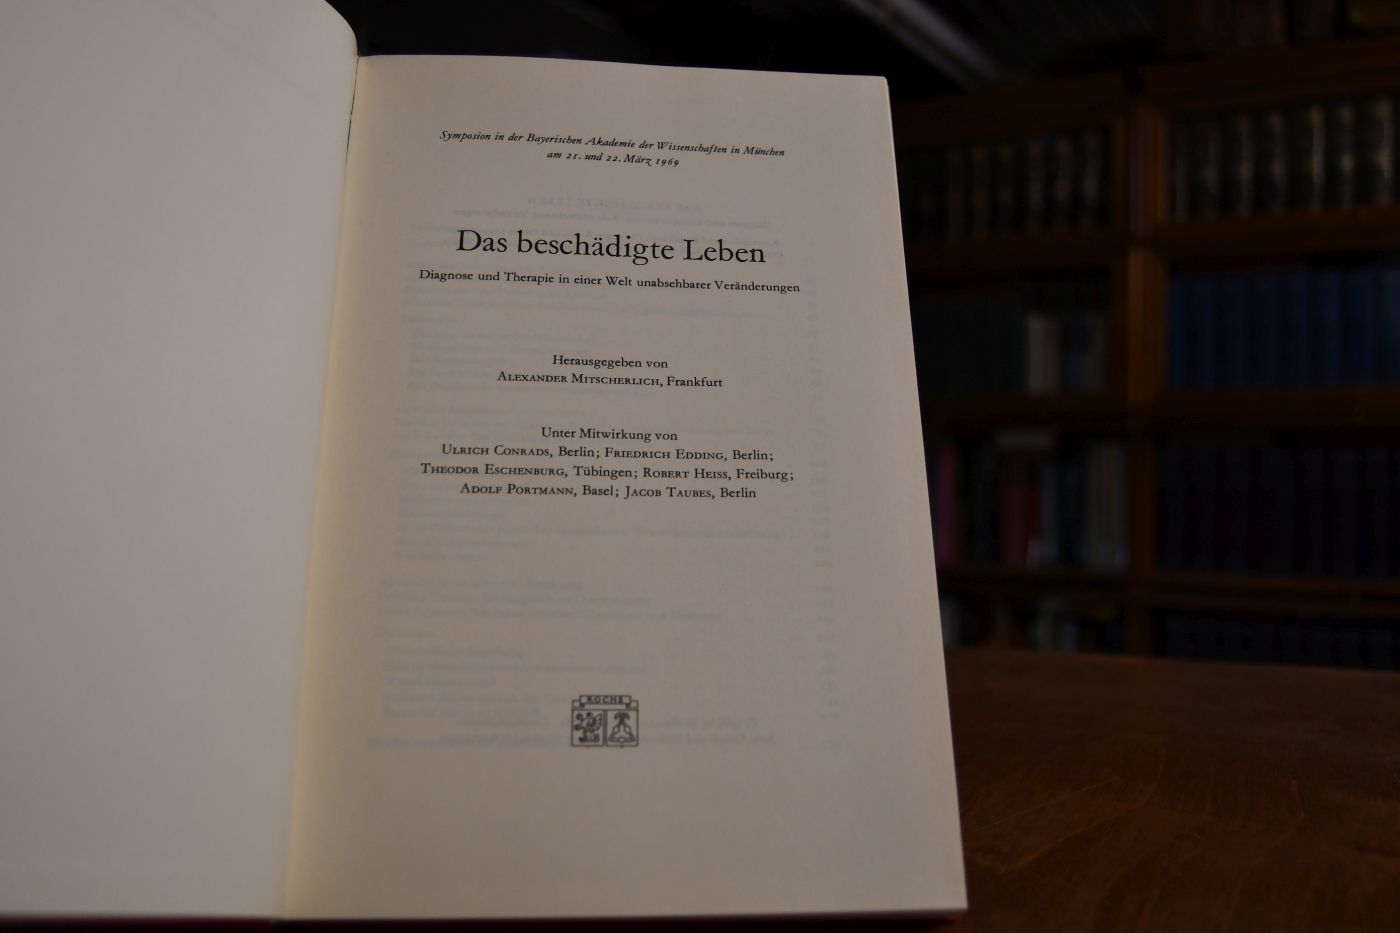 Symposion in der Bayerischen Akademie der Wissenschaften in München
am 21. und 22. März 1969
Das beschädigte Leben
Diagnose und Therapie in einer Welt unabsehbarer Veränderungen
Herausgegeben von
ALEXANDER MITSCHERLICH, Frankfurt
Unter Mitwirkung von
ULRICH CONRADS, Berlin; FRIEDRICH EDDING, Berlin;
THEODOR ESCHENBURG, Tübingen; ROBERT HEISS, Freiburg;
ADOLF PORTMANN, Basel; JACOB TAUBES, Berlin
ROCHE